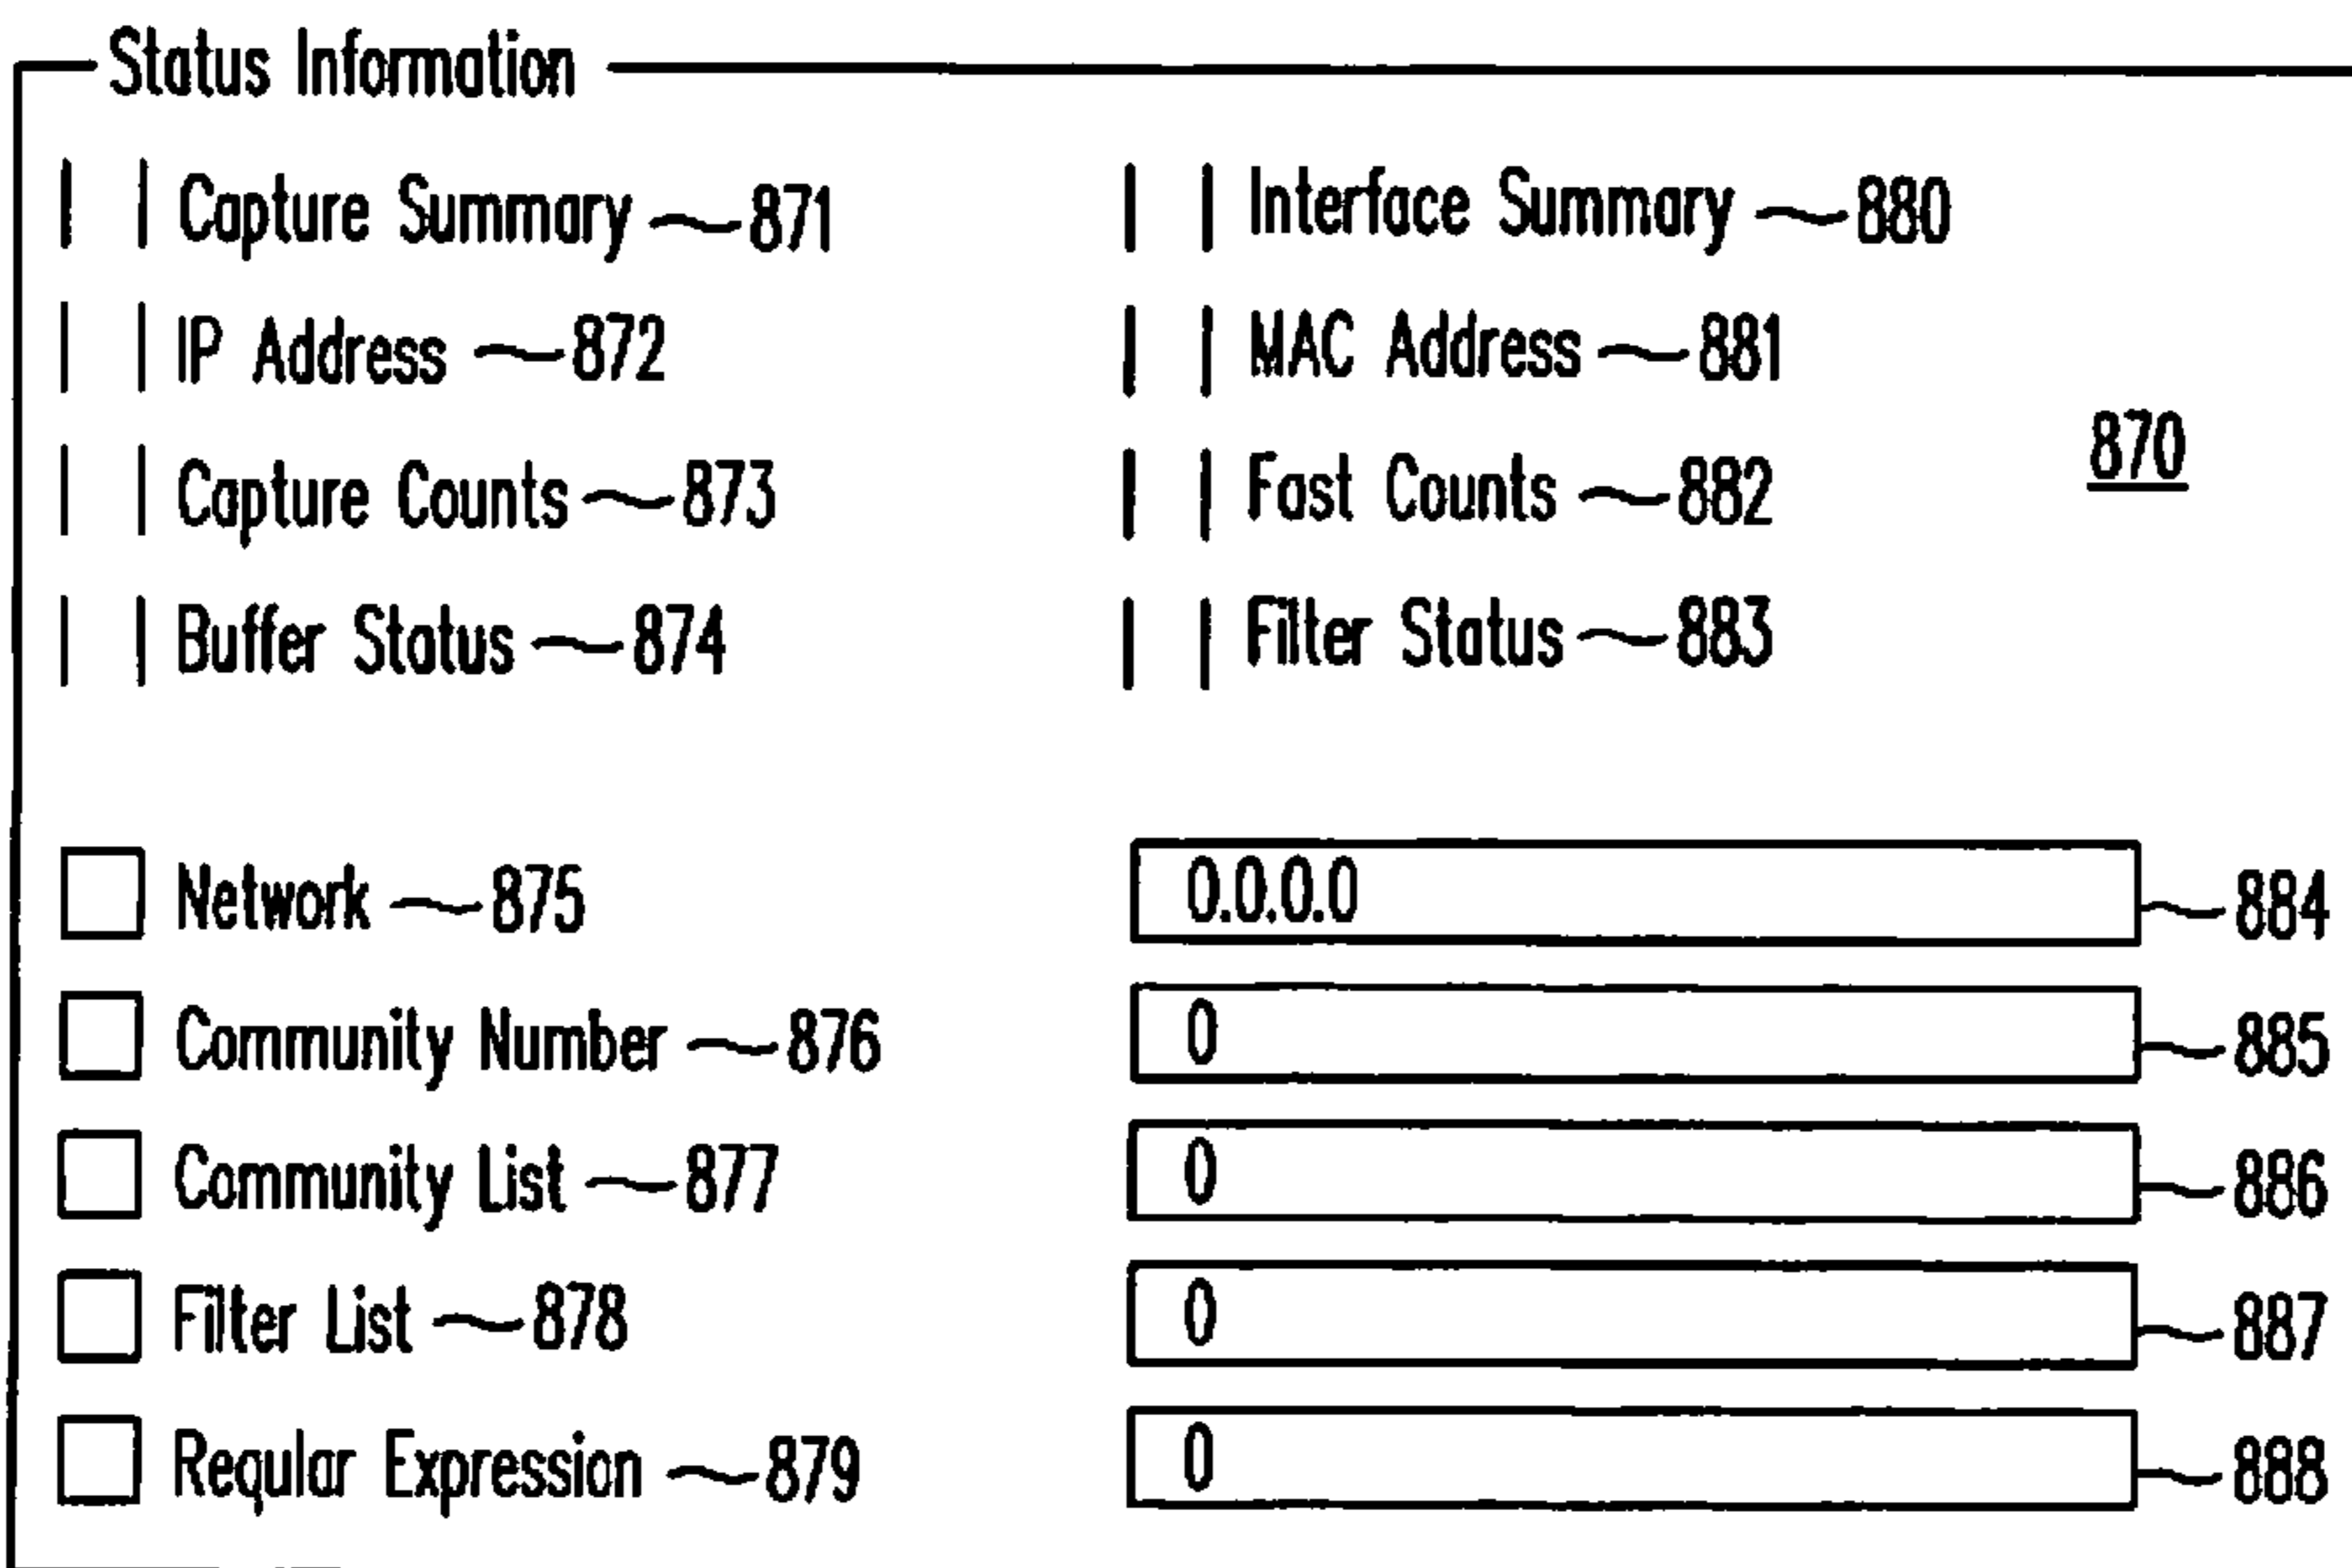 Status Information
Capture Summary 871
Interface Summary 880
IP Address 872
MAC Address 881
Capture Counts 873
Fast Counts 882
870
Buffer Status 874
Filter Status 883
Network 875
0.0.0.0 884
Community Number 876
0 885
Community List 877
0 886
Filter List 878
0 887
Regular Expression 879
0 888